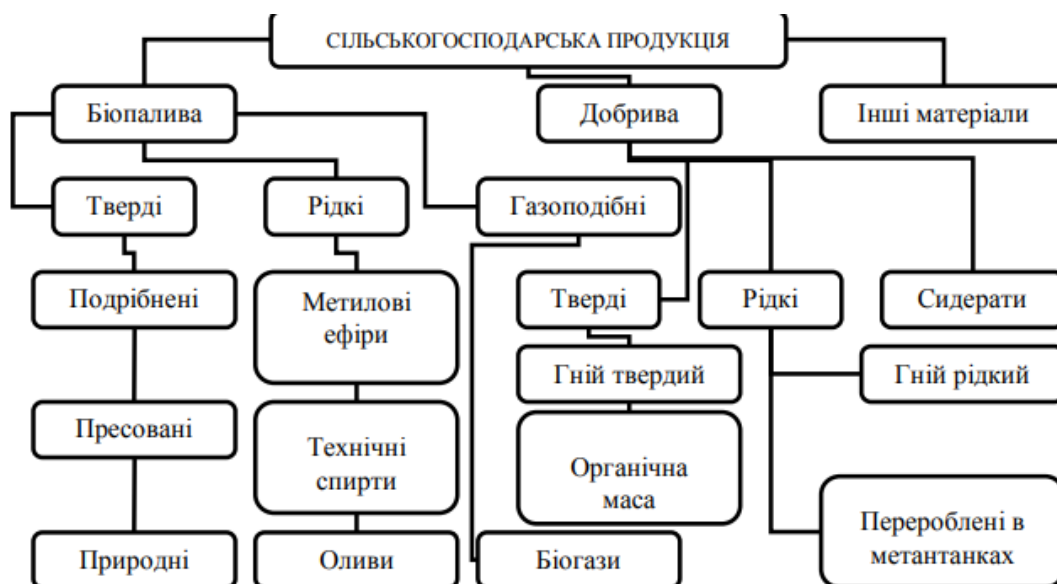 СІЛЬСЬКОГОСПОДАРСЬКА ПРОДУКЦІЯ
Біопалива
Добрива
Інші матеріали
Тверді
Рідкі
Газоподібні
Подрібнені
Метилові
ефіри
Тверді
Рідкі
Сидерати
Гній твердий
Гній рідкий
Пресовані
Технічні
спирти
Органічна
маса
Перероблені в
метантанках
Природні
Оливи
Біогази